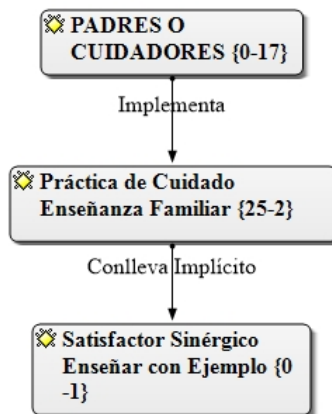 PADRES O
CUIDADORES {0-17}
Implementa
Práctica de Cuidado
Enseñanza Familiar {25-2}
Conlleva Implícito
Satisfactor Sinérgico
Enseñar con Ejemplo {0
-1}